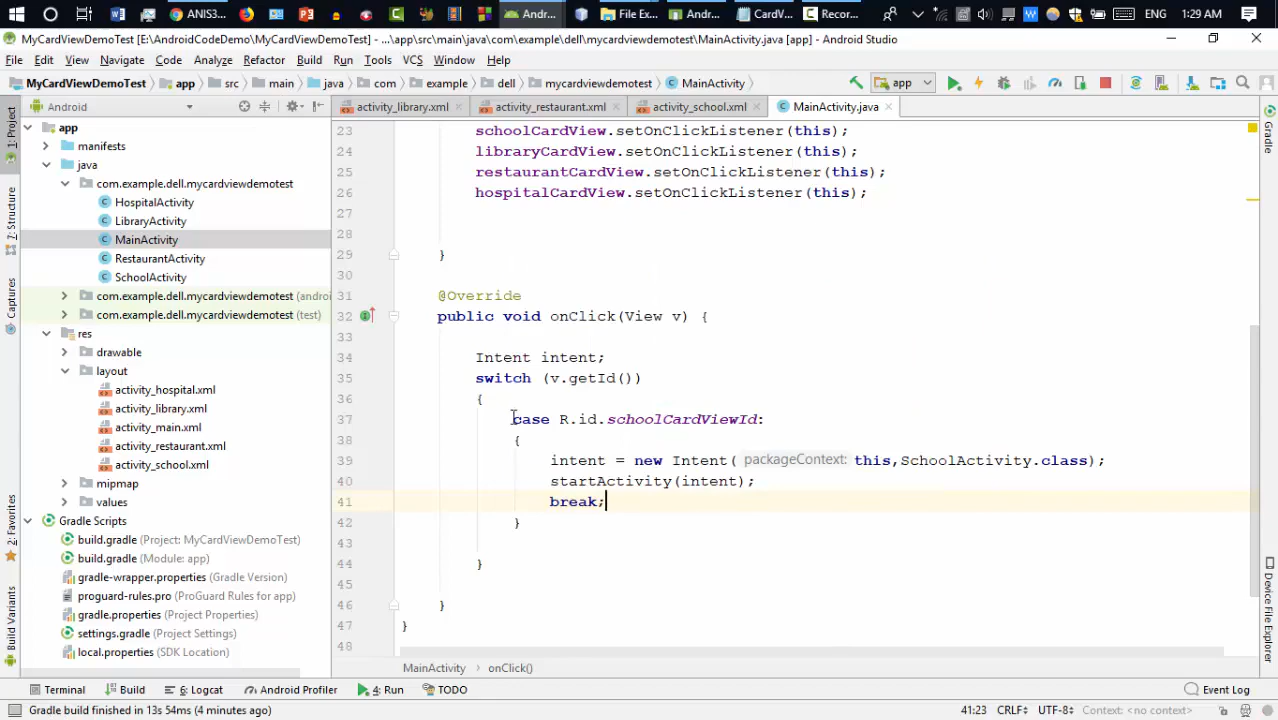 ANIS3...
Andr...
File Ex...
Andr...
CardV...
Recor...
ENG
1:29 AM
MyCardViewDemoTest [E:\AndroidCodeDemo\MyCardViewDemoTest] - ...\app\src\main\java\com\example\dell\mycardviewdemotest\MainActivity.java [app] - Android Studio
File Edit View Navigate Code Analyze Refactor Build Run Tools VCS Window Help
MyCardViewDemoTest app src main java com example dell mycardviewdemotest MainActivity app
Android
activity_library.xml activity_restaurant.xml activity_school.xml MainActivity.java
1: Project
Z: Structure
Captures
2: Favorites
Build Variants
app
manifests
java
com.example.dell.mycardviewdemotest
HospitalActivity
LibraryActivity
MainActivity
RestaurantActivity
SchoolActivity
com.example.dell.mycardviewdemotest (androi
com.example.dell.mycardviewdemotest (test)
res
drawable
layout
activity_hospital.xml
activity_library.xml
activity_main.xml
activity_restaurant.xml
activity_school.xml
mipmap
values
Gradle Scripts
build.gradle (Project: MyCardViewDemoTest)
build.gradle (Module: app)
gradle-wrapper.properties (Gradle Version)
proguard-rules.pro (ProGuard Rules for app)
gradle.properties (Project Settings)
settings.gradle (Project Settings)
local.properties (SDK Location)
23 schoolCardView.setOnClickListener(this);
24 libraryCardView.setOnClickListener(this);
25 restaurantCardView.setOnClickListener(this);
26 hospitalCardView.setOnClickListener(this);
27
28
29 }
30
31 @Override
32 public void onClick(View v) {
33
34 Intent intent;
35 switch (v.getId())
36 {
37 case R.id.schoolCardViewId:
38 {
39 intent = new Intent( packageContext: this,SchoolActivity.class);
40 startActivity(intent);
41 break;
42 }
43
44 }
45
46 }
47 }
48
MainActivity onClick()
Gradle
Device File Explorer
Terminal Build 6: Logcat Android Profiler 4: Run TODO Event Log
Gradle build finished in 13s 54ms (4 minutes ago)
41:23 CRLF UTF-8 Context: <no context>